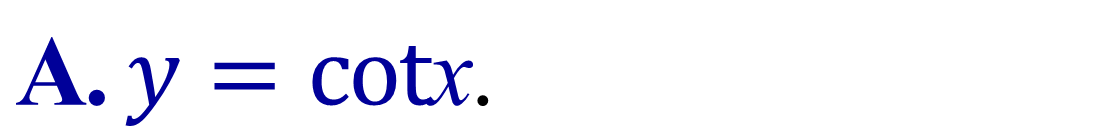 A. y = cotx.